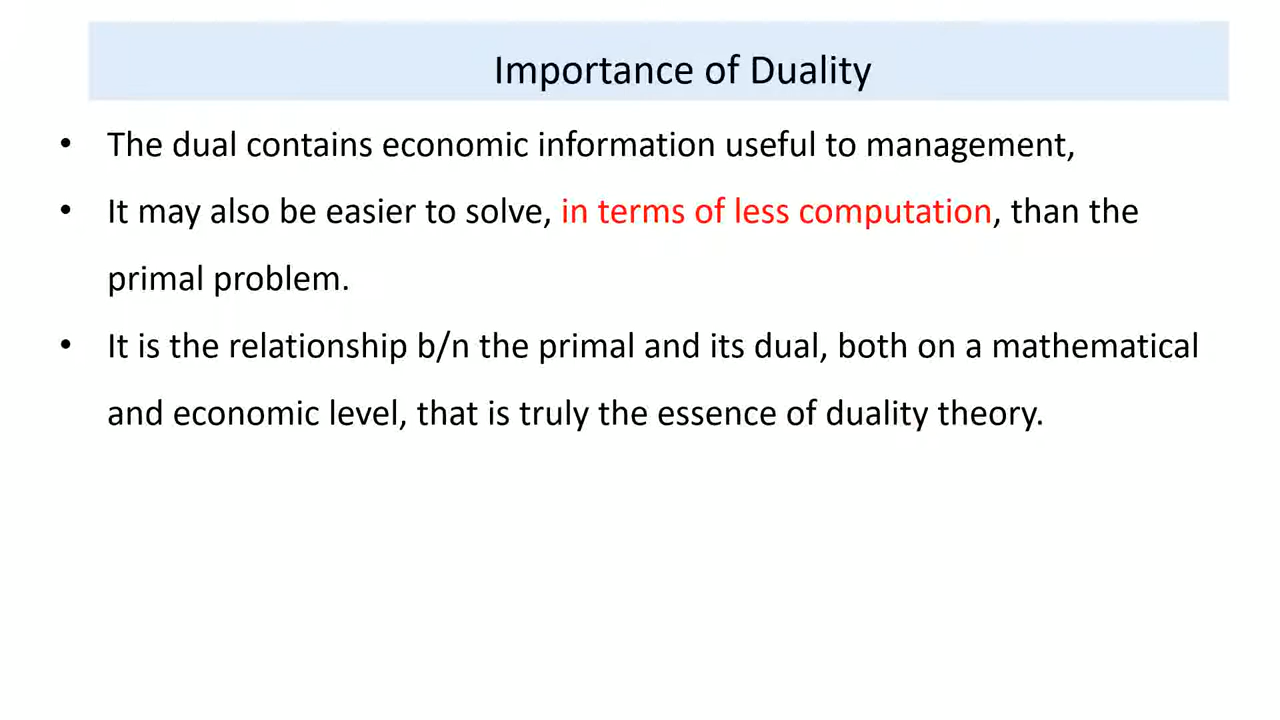 Importance of Duality
• The dual contains economic information useful to management,
• It may also be easier to solve, in terms of less computation, than the
primal problem.
• It is the relationship b/n the primal and its dual, both on a mathematical
and economic level, that is truly the essence of duality theory.